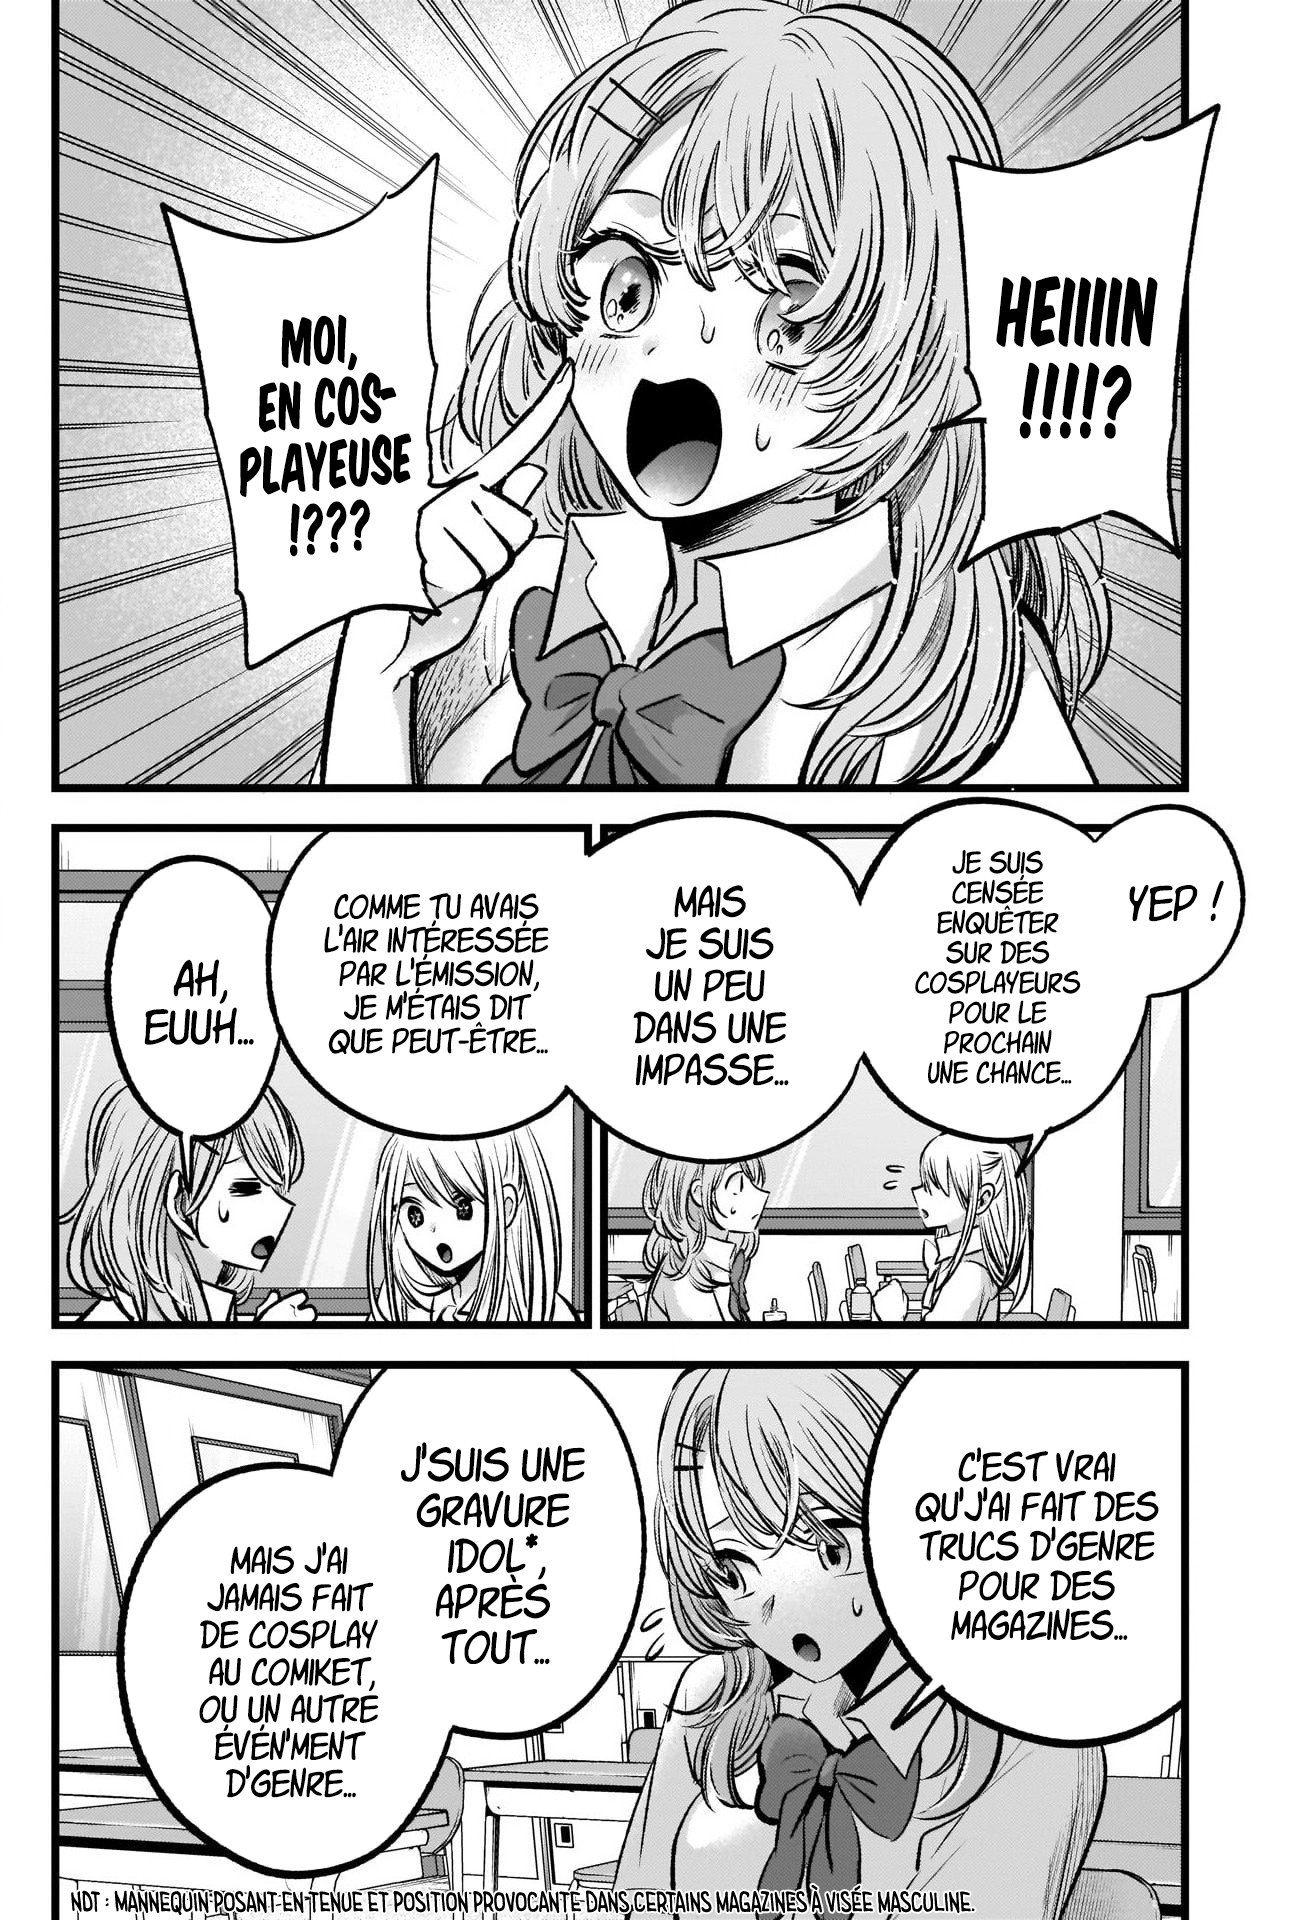 HEIIIIN
!!!!?
MOI,
EN COS-
PLAYEUSE
!???
YEP !
JE SUIS
CENSÉE
ENQUÊTER
SUR DES
COSPLAYEURS
POUR LE
PROCHAIN
UNE CHANCE...
MAIS
JE SUIS
UN PEU
DANS UNE
IMPASSE...
COMME TU AVAIS
L'AIR INTÉRESSÉE
PAR L'ÉMISSION,
JE M'ÉTAIS DIT
QUE PEUT-ÊTRE...
AH,
EUUH...
C'EST VRAI
QU'J'AI FAIT DES
TRUCS D'GENRE
POUR DES
MAGAZINES...
J'SUIS UNE
GRAVURE
IDOL*,
APRÈS
TOUT...
MAIS J'AI
JAMAIS FAIT
DE COSPLAY
AU COMIKET,
OU UN AUTRE
ÉVÉN'MENT
D'GENRE...
NDT : MANNEQUIN POSANT EN TENUE ET POSITION PROVOCANTE DANS CERTAINS MAGAZINES À VISÉE MASCULINE.